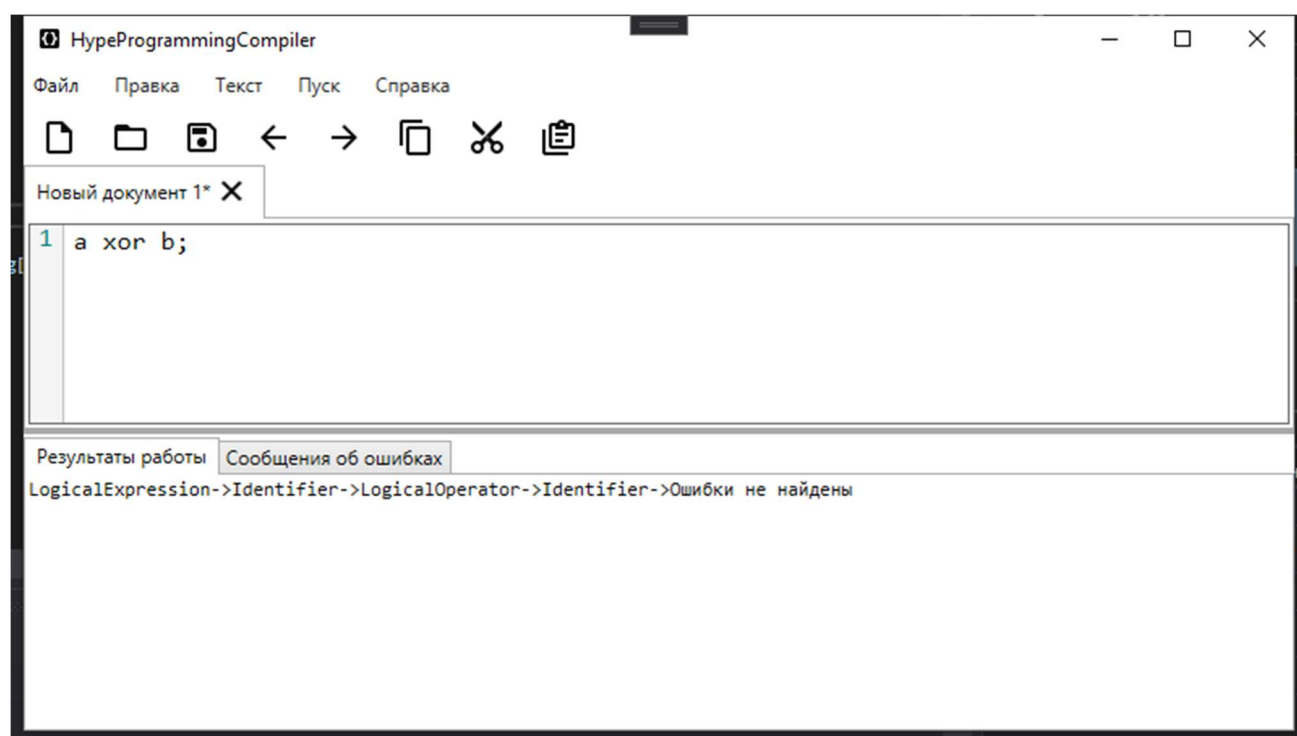 HypeProgrammingCompiler
Файл Правка Текст Пуск Справка
Новый документ 1*
1 a xor b;
Результаты работы Сообщения об ошибках
LogicalExpression->Identifier->LogicalOperator->Identifier->Ошибки не найдены